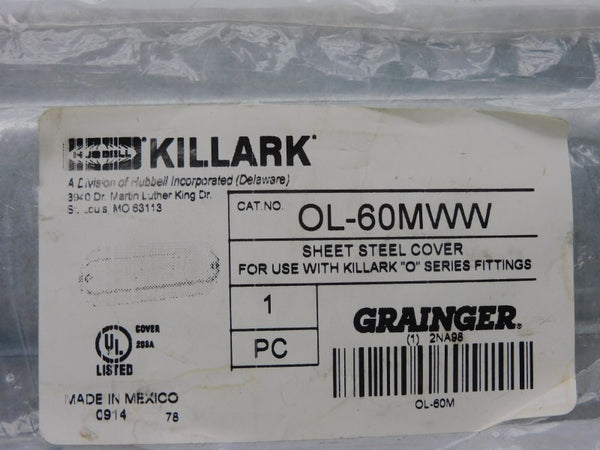 HUBBELL KILLARK
A Division of Hubbell Incorporated (Delaware)
3940 Dr. Martin Luther King Dr.
St. Louis, MO 63113
CAT.NO. OL-60MWW
SHEET STEEL COVER
FOR USE WITH KILLARK "O" SERIES FITTINGS
1
PC
GRAINGER.
(1) 2NA98
OL-60M
UL
LISTED
COVER
293A
MADE IN MEXICO
0914 78